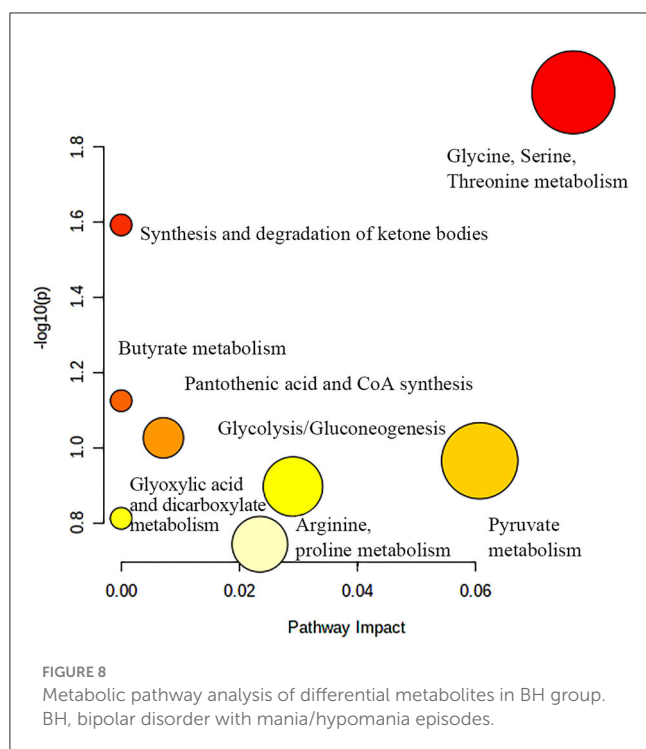 Glycine, Serine,
Threonine metabolism
Synthesis and degradation of ketone bodies
Butyrate metabolism
Pantothenic acid and CoA synthesis
Glycolysis/Gluconeogenesis
Glyoxylic acid
and dicarboxylate
metabolism
Arginine,
proline metabolism
Pyruvate
metabolism
-log10(p)
1.8
1.6
1.4
1.2
1.0
0.8
0.00
0.02
0.04
0.06
Pathway Impact
FIGURE 8
Metabolic pathway analysis of differential metabolites in BH group.
BH, bipolar disorder with mania/hypomania episodes.